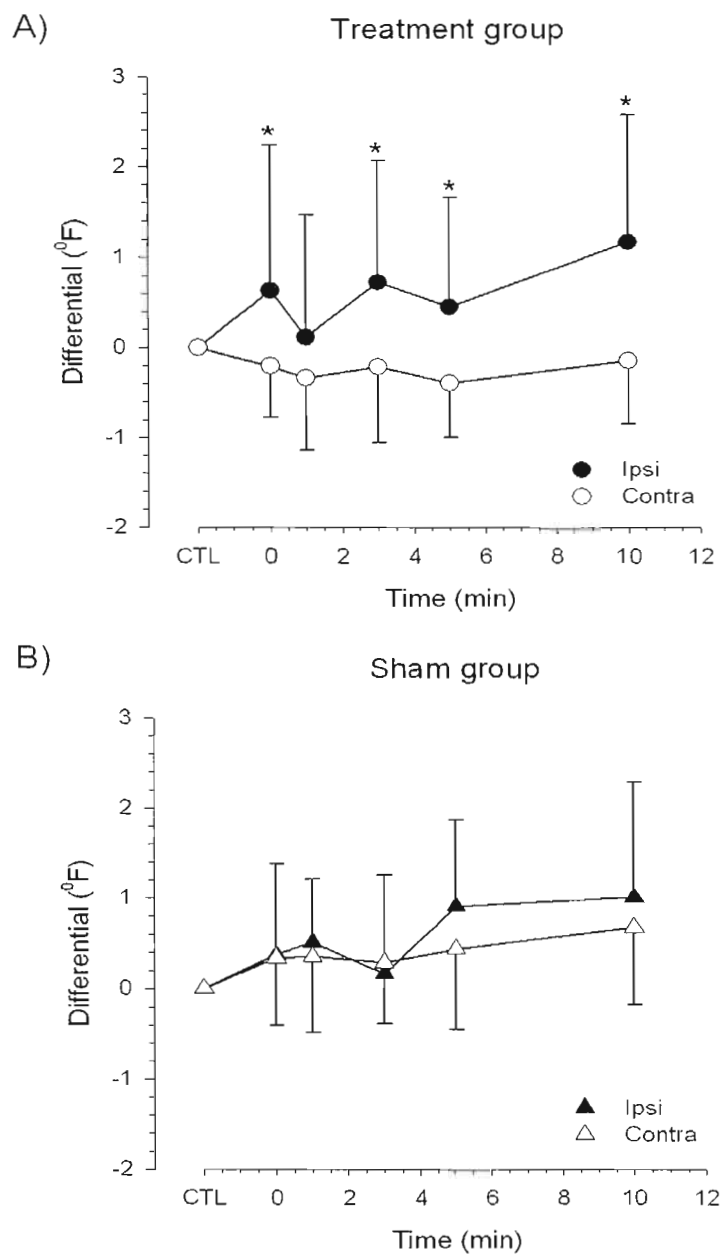 A)
Treatment group
3
2
1
0
-1
-2
Differential (⁰F)
* * * *
Ipsi
Contra
CTL 0 2 4 6 8 10 12
Time (min)
B)
Sham group
3
2
1
0
-1
-2
Differential (⁰F)
Ipsi
Contra
CTL 0 2 4 6 8 10 12
Time (min)